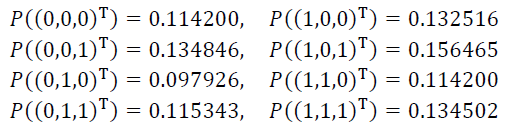 P((0,0,0)ᵀ) = 0.114200, P((1,0,0)ᵀ) = 0.132516
P((0,0,1)ᵀ) = 0.134846, P((1,0,1)ᵀ) = 0.156465
P((0,1,0)ᵀ) = 0.097926, P((1,1,0)ᵀ) = 0.114200
P((0,1,1)ᵀ) = 0.115343, P((1,1,1)ᵀ) = 0.134502